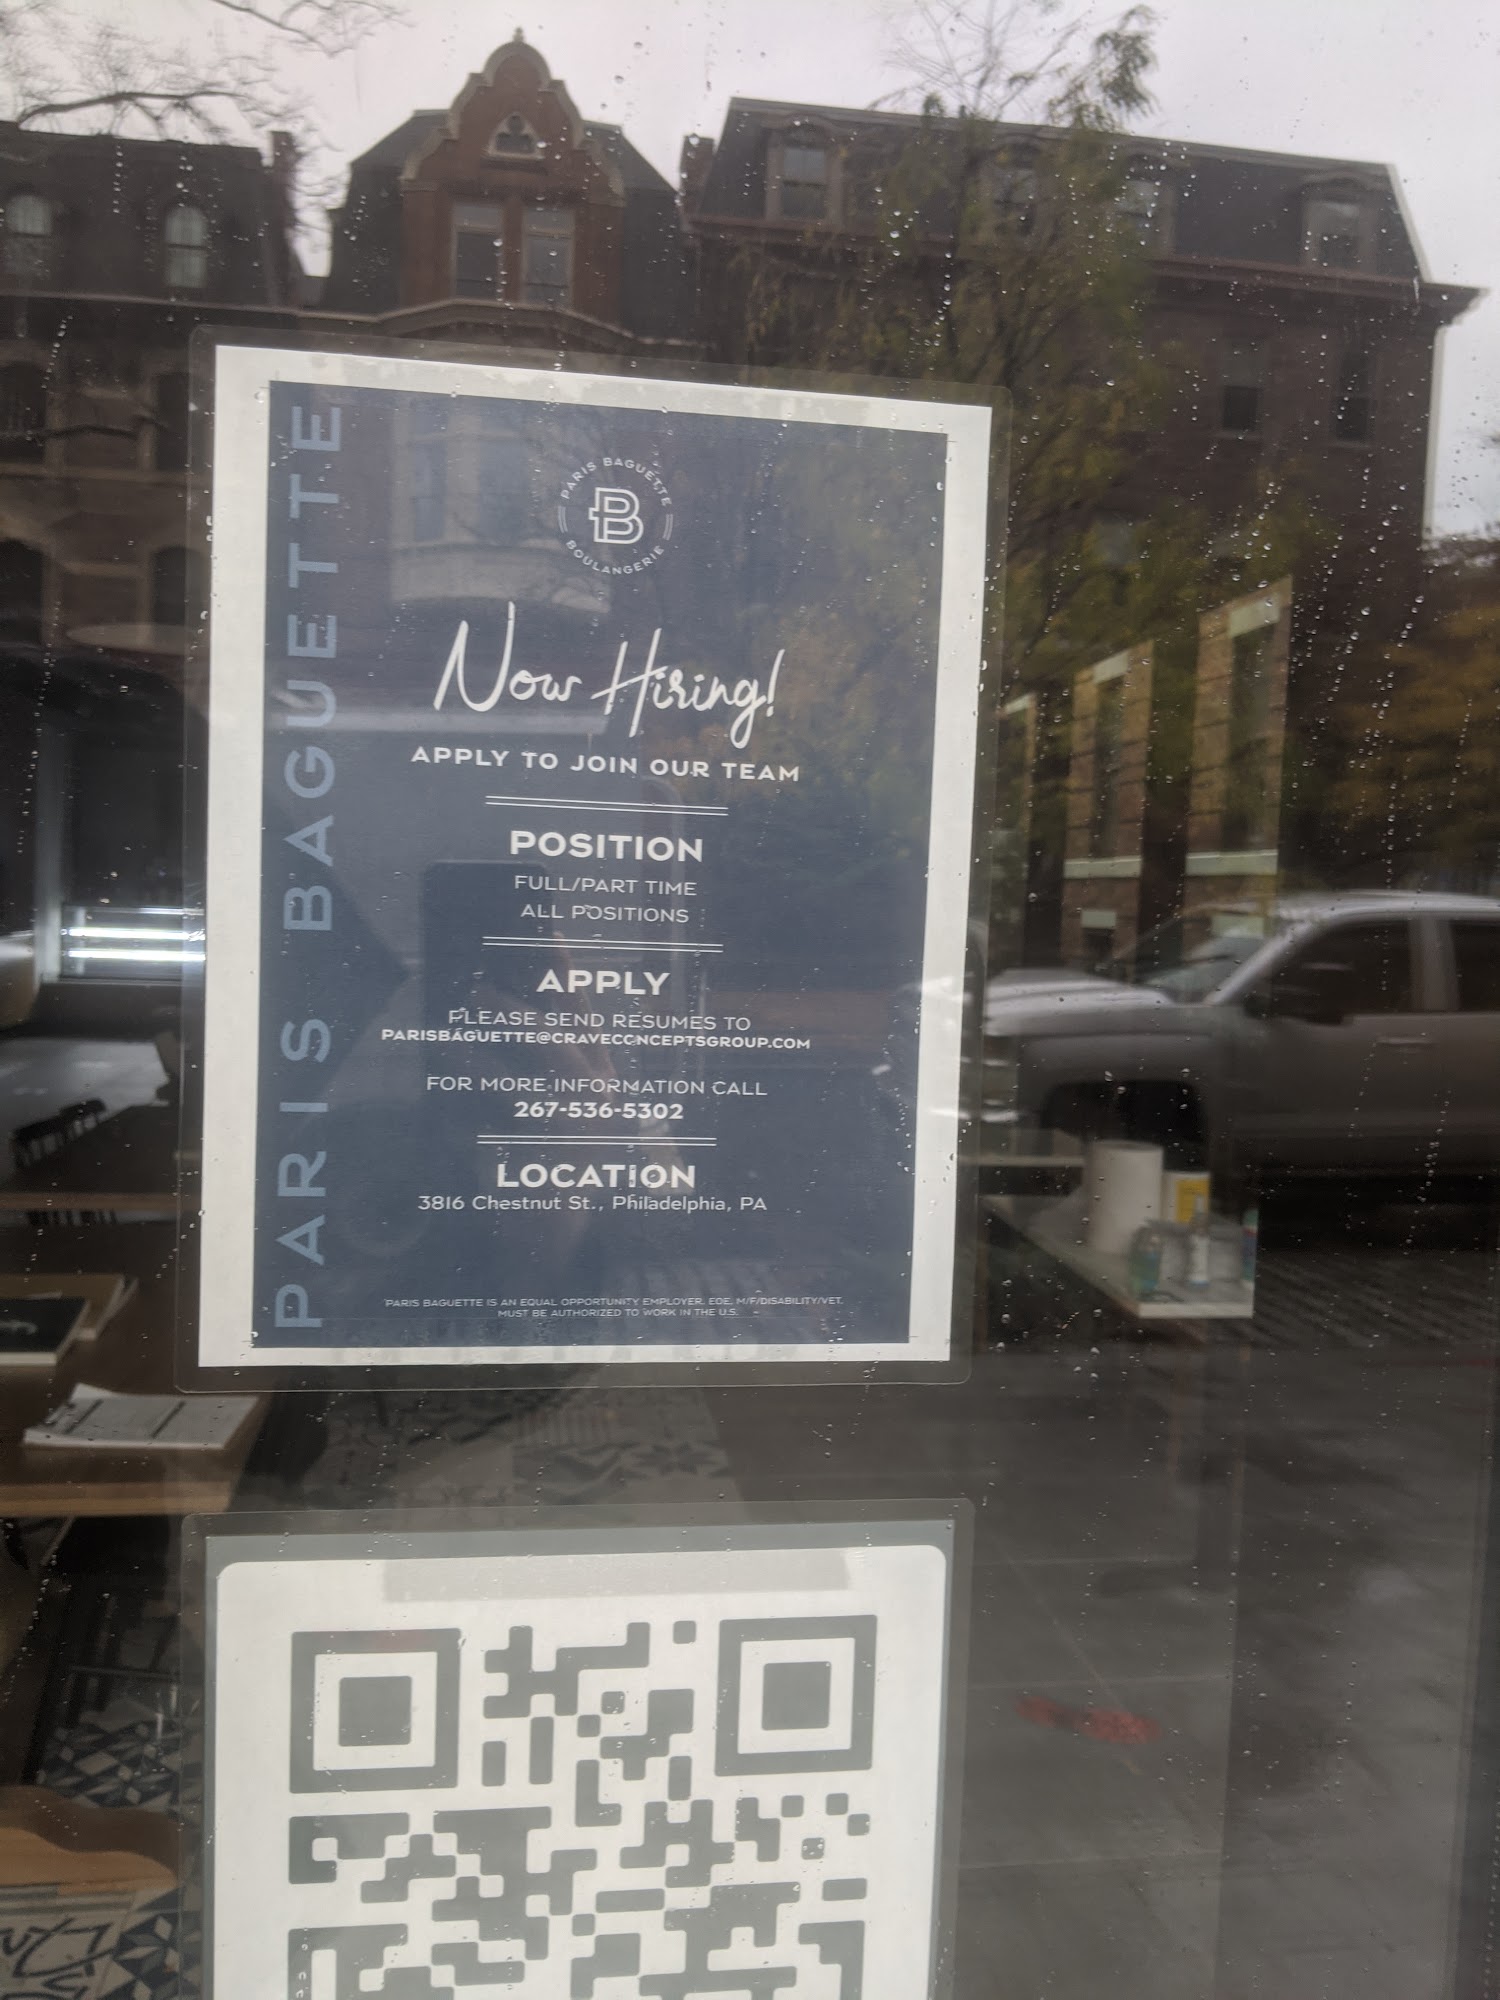 PARIS BAGUETTE
PARIS BAGUETTE
B
BOULANGERIE
Now Hiring!
APPLY TO JOIN OUR TEAM
POSITION
FULL/PART TIME
ALL POSITIONS
APPLY
PLEASE SEND RESUMES TO
PARISBAGUETTE@CRAVECONCEPTSGROUP.COM
FOR MORE INFORMATION CALL
267-536-5302
LOCATION
3816 Chestnut St., Philadelphia, PA
PARIS BAGUETTE IS AN EQUAL OPPORTUNITY EMPLOYER. EOE. M/F/DISABILITY/VET.
MUST BE AUTHORIZED TO WORK IN THE U.S.